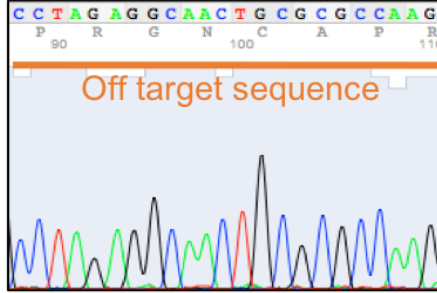 CCTAGAGGCAACTGCGCGCCAAG
P R G N C A P R
90 100 110
Off target sequence